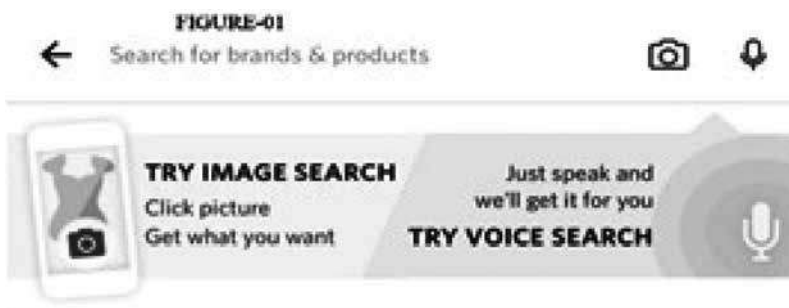 FIGURE-01
Search for brands & products
TRY IMAGE SEARCH
Click picture
Get what you want
Just speak and
we'll get it for you
TRY VOICE SEARCH